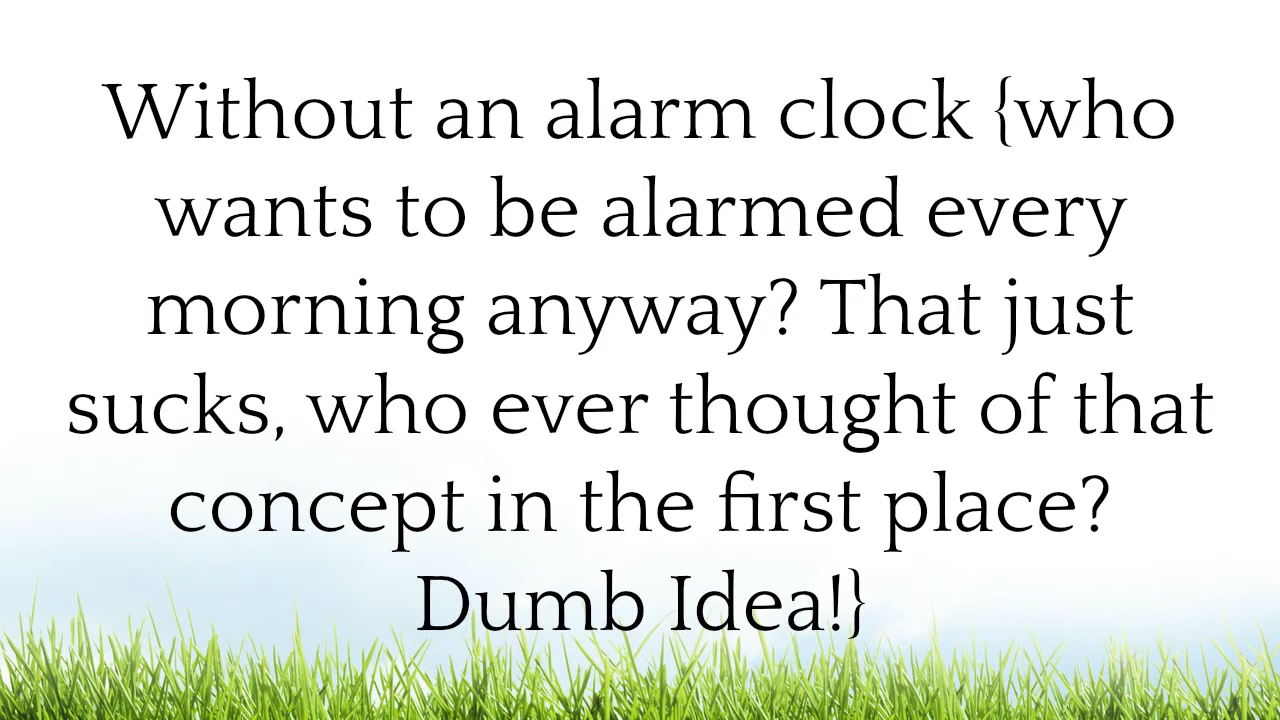 Without an alarm clock {who
wants to be alarmed every
morning anyway? That just
sucks, who ever thought of that
concept in the first place?
Dumb Idea!}